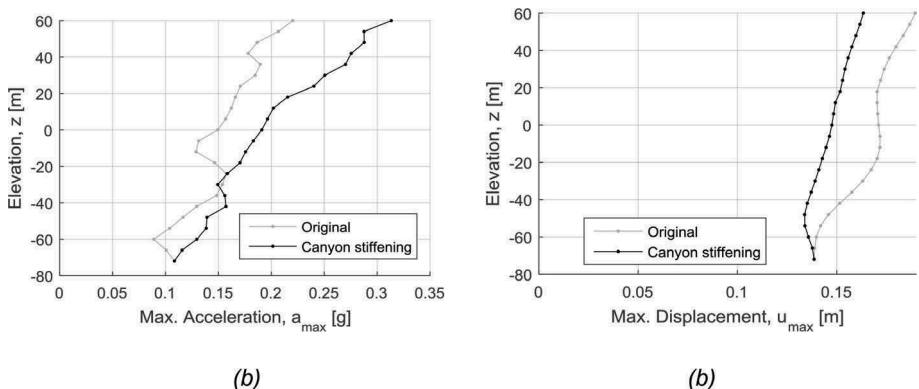 60
40
20
0
-20
-40
-60
-80
Elevation, z [m]
Original
Canyon stiffening
0 0.05 0.1 0.15 0.2 0.25 0.3 0.35
Max. Acceleration, a_max [g]
(b)
60
40
20
0
-20
-40
-60
-80
Elevation, z [m]
Original
Canyon stiffening
0 0.05 0.1 0.15
Max. Displacement, u_max [m]
(b)